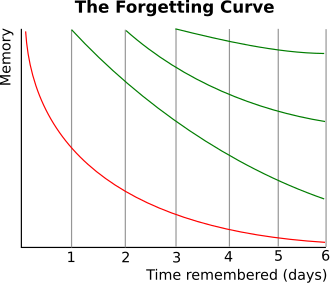 The Forgetting Curve
Memory
1 2 3 4 5 6
Time remembered (days)